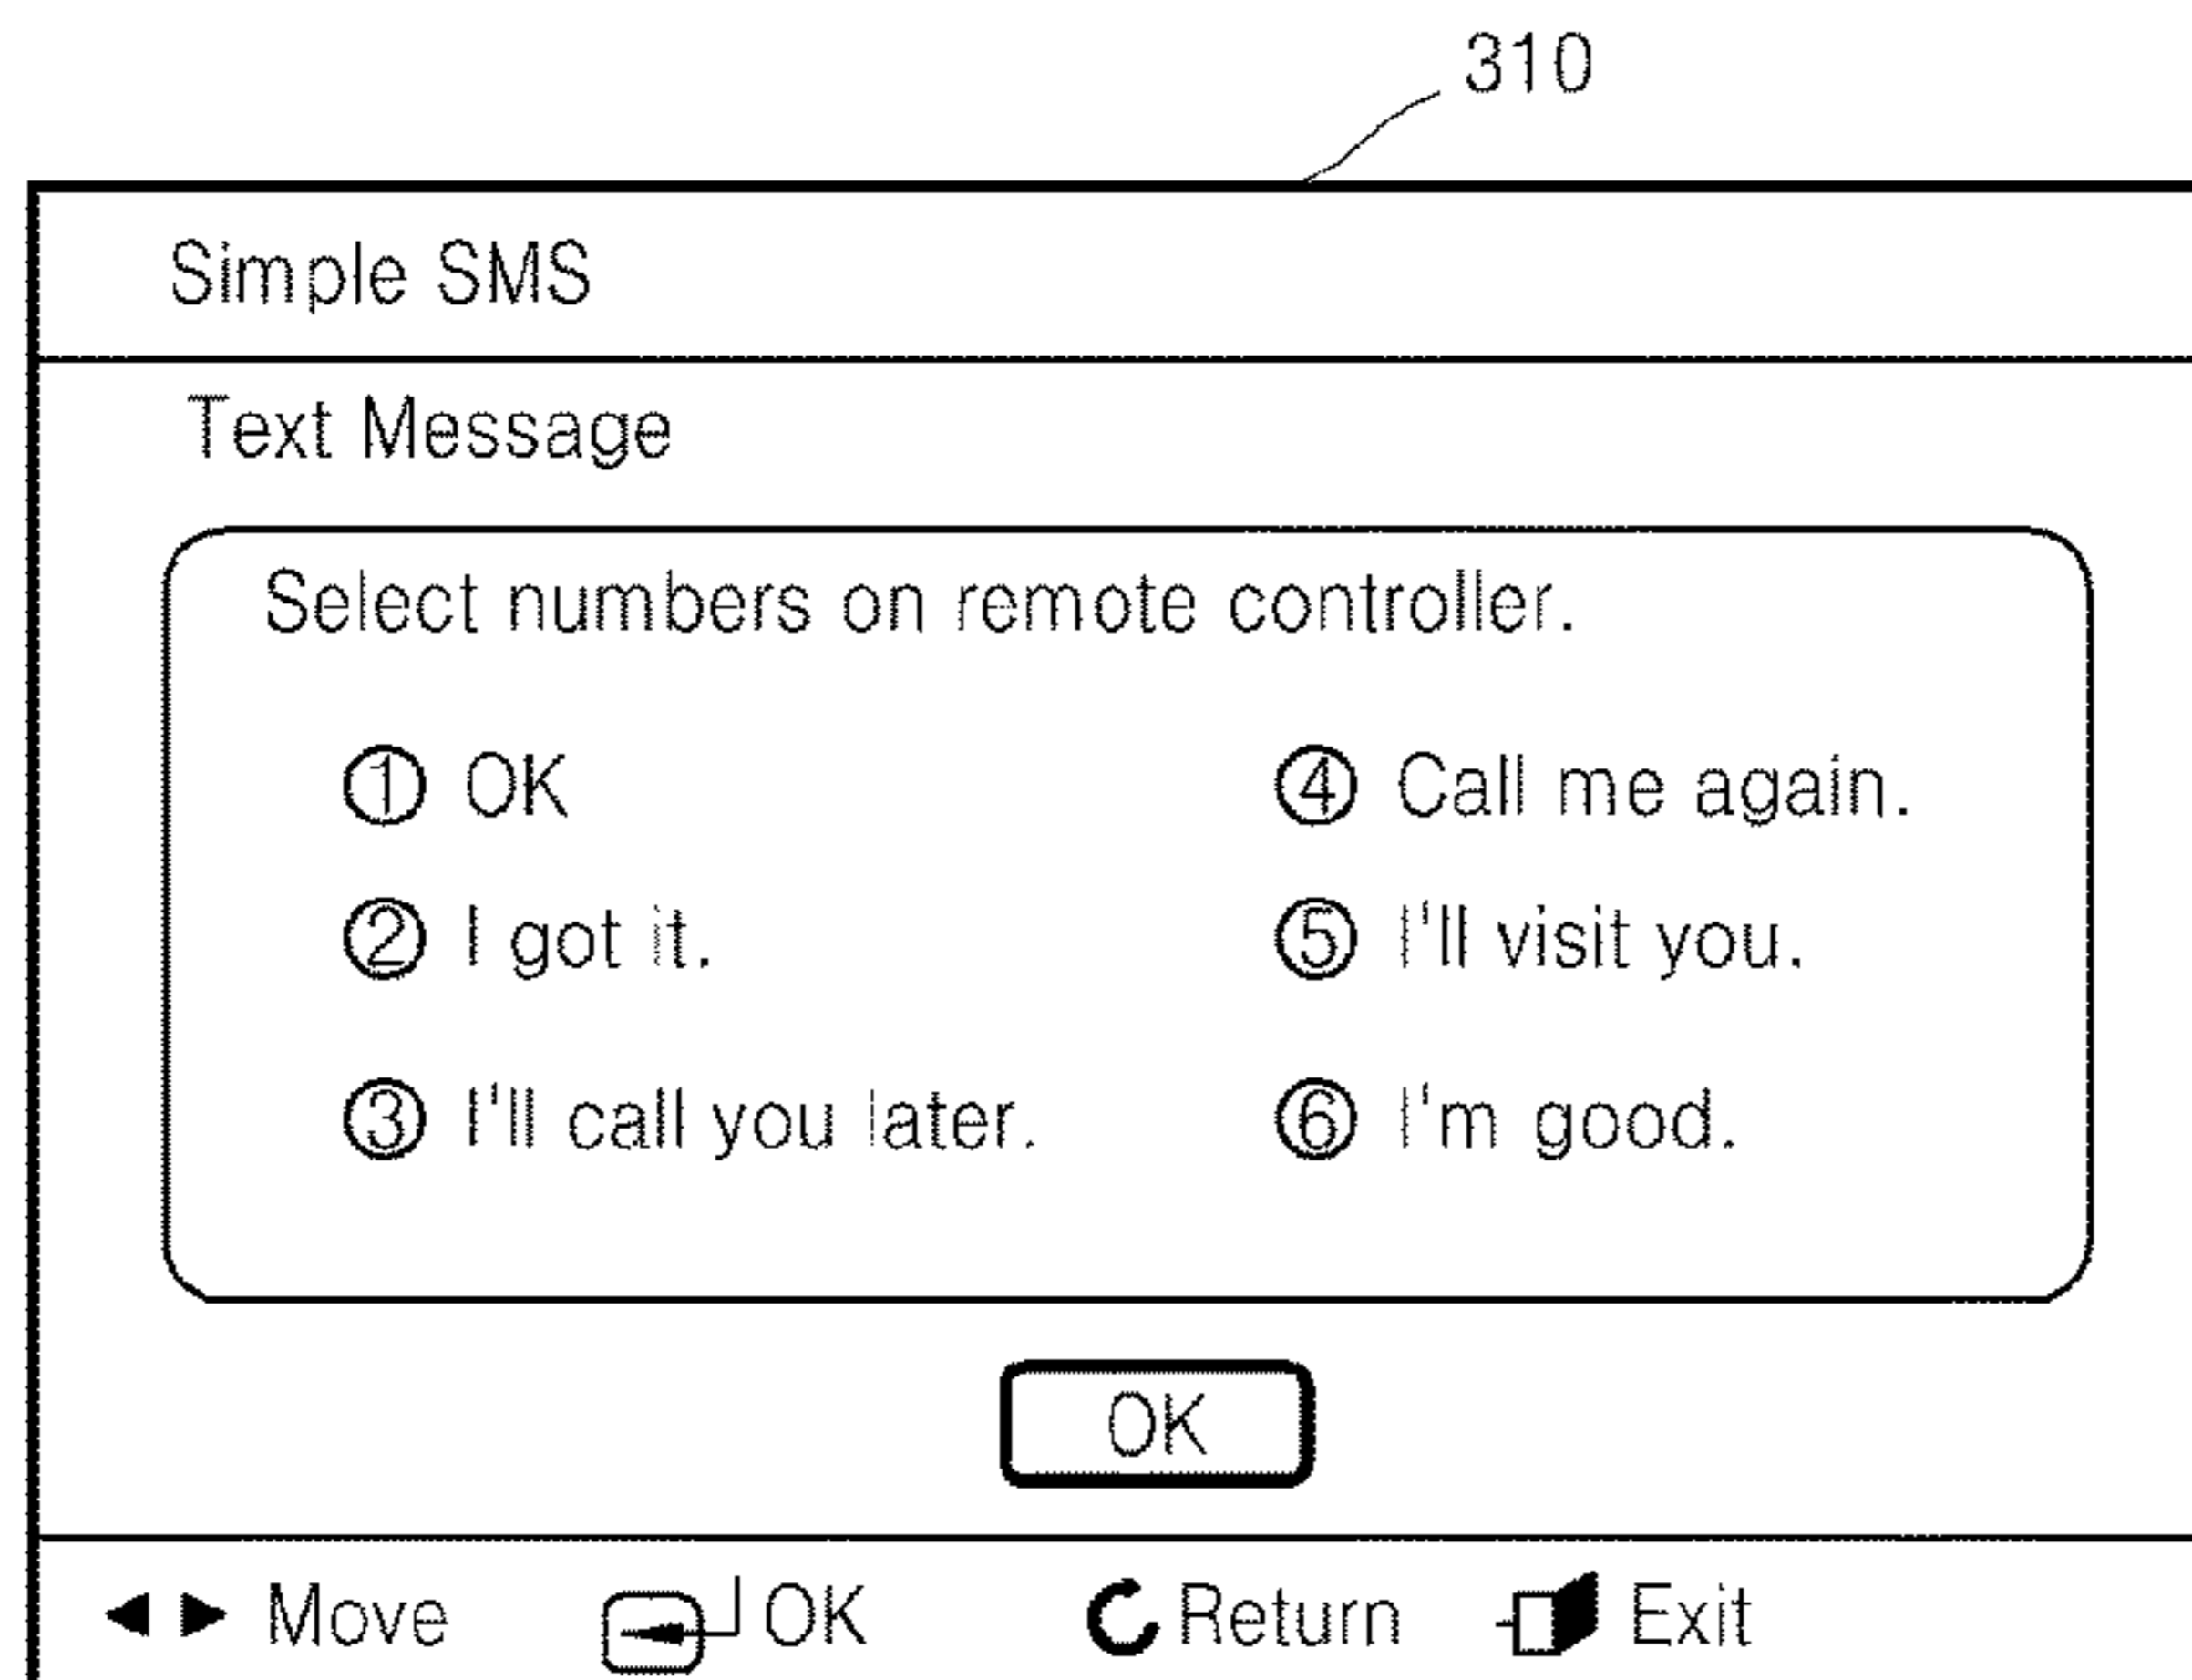 310
Simple SMS
Text Message
Select numbers on remote controller.
① OK ④ Call me again.
② I got it. ⑤ I'll visit you.
③ I'll call you later. ⑥ I'm good.
OK
Move OK Return Exit